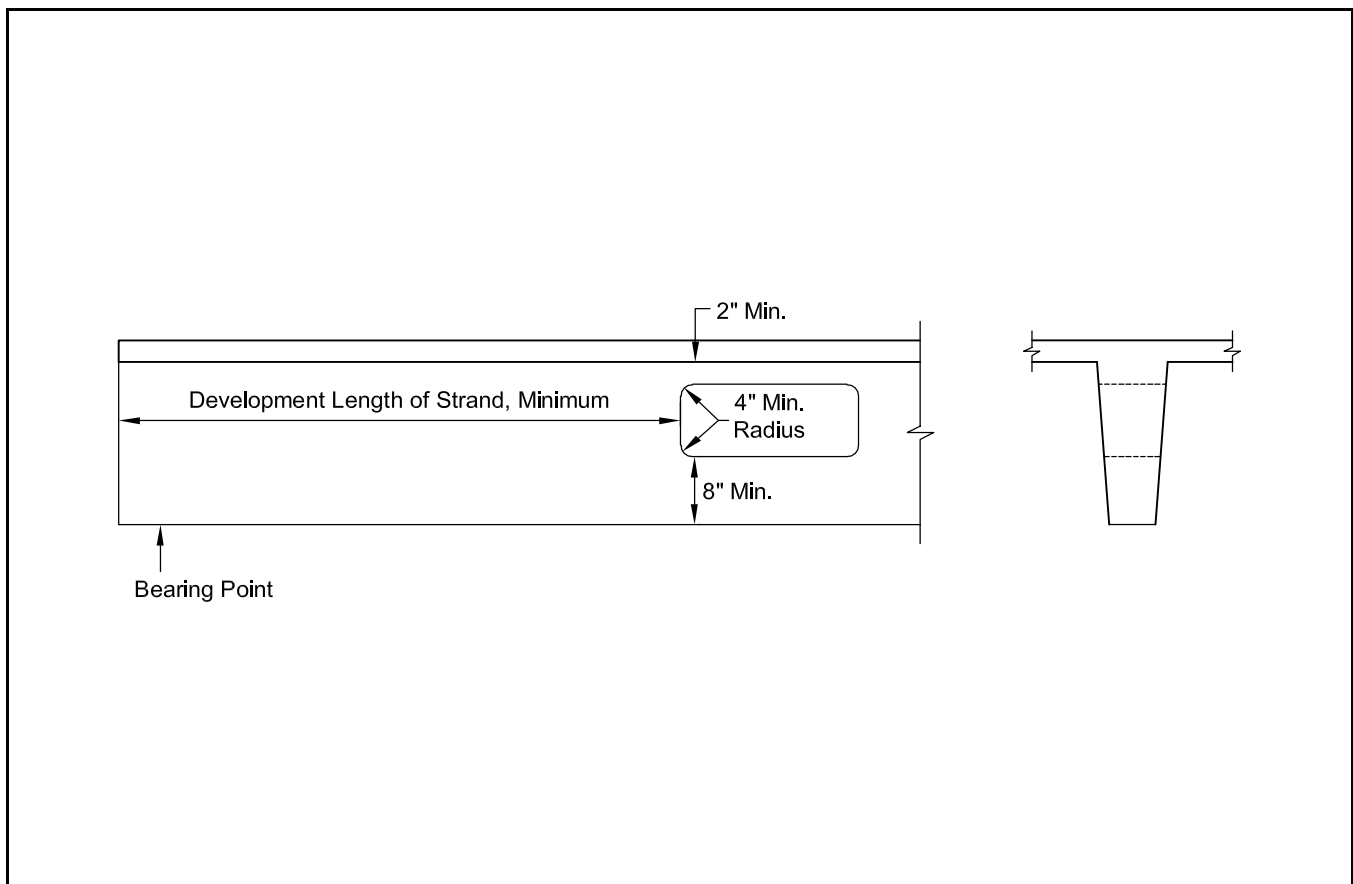 2" Min.
Development Length of Strand, Minimum
4" Min.
Radius
8" Min.
Bearing Point